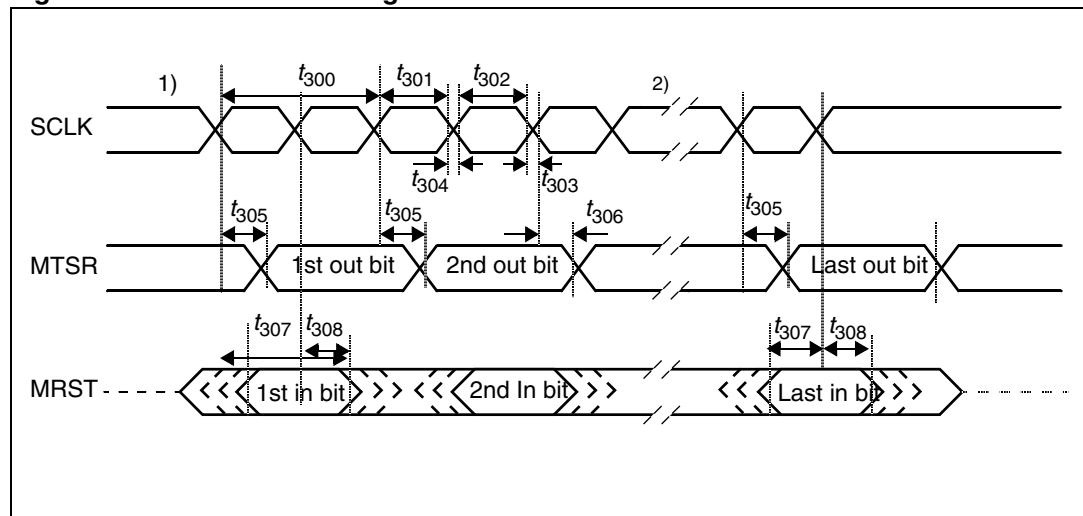 1)
t300
t301
t302
2)
SCLK
t304
t303
t305
t305
t306
t305
MTSR
1st out bit
2nd out bit
Last out bit
t307
t308
t307
t308
MRST
1st in bit
2nd In bit
Last in bit